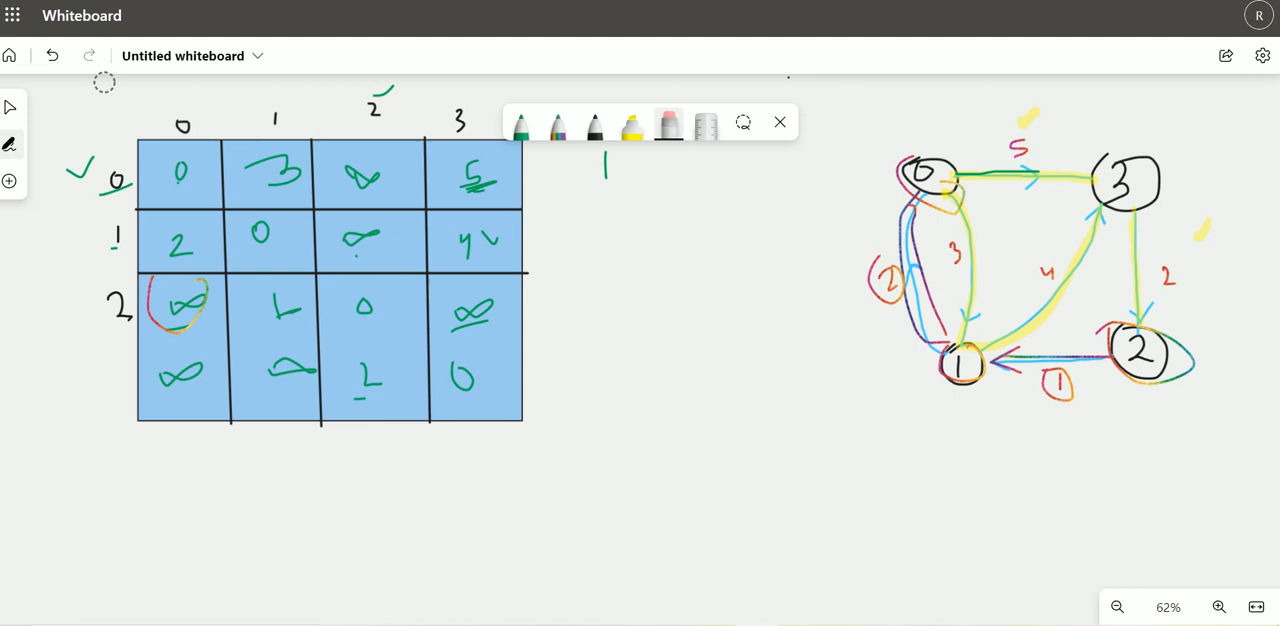 Whiteboard
R
Untitled whiteboard
0 1 2 3
0 0 3 ∞ 5
1 2 0 ∞ 4
2 ∞ 1 0 ∞
∞ ∞ 2 0
1
0 5 3
3
2 4 2
1 1 2
62%